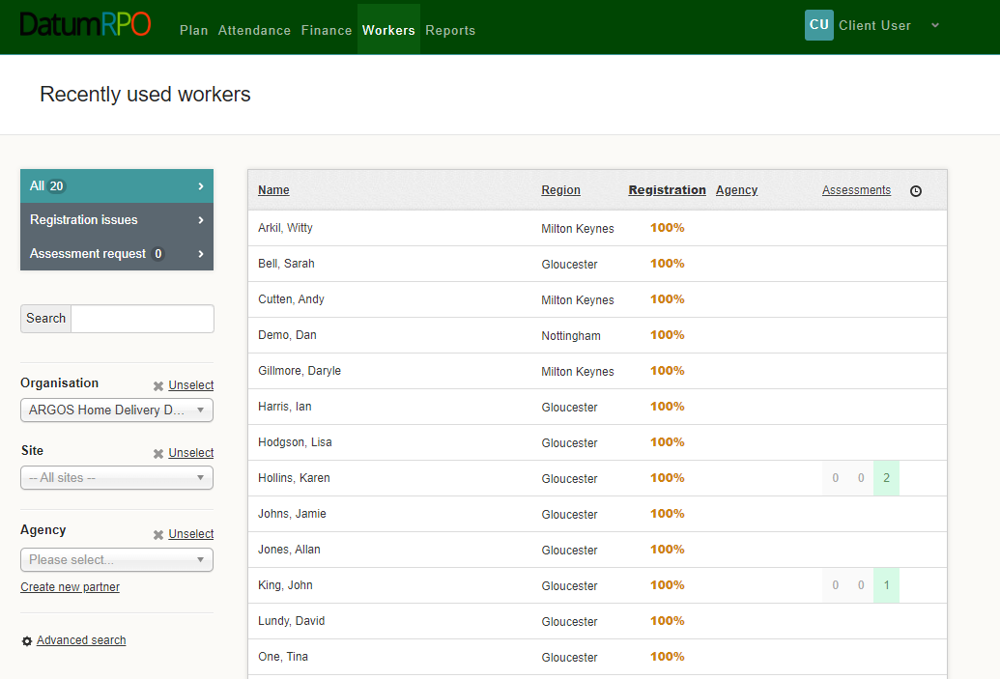 DatumRPO
Plan Attendance Finance Workers Reports
CU Client User
Recently used workers
All 20
Registration issues
Assessment request 0
Search
Organisation
Unselect
ARGOS Home Delivery D...
Site
Unselect
-- All sites --
Agency
Unselect
Please select...
Create new partner
Advanced search
Name Region Registration Agency Assessments
Arkil, Witty Milton Keynes 100%
Bell, Sarah Gloucester 100%
Cutten, Andy Milton Keynes 100%
Demo, Dan Nottingham 100%
Gillmore, Daryle Milton Keynes 100%
Harris, Ian Gloucester 100%
Hodgson, Lisa Gloucester 100%
Hollins, Karen Gloucester 100% 0 0 2
Johns, Jamie Gloucester 100%
Jones, Allan Gloucester 100%
King, John Gloucester 100% 0 0 1
Lundy, David Gloucester 100%
One, Tina Gloucester 100%